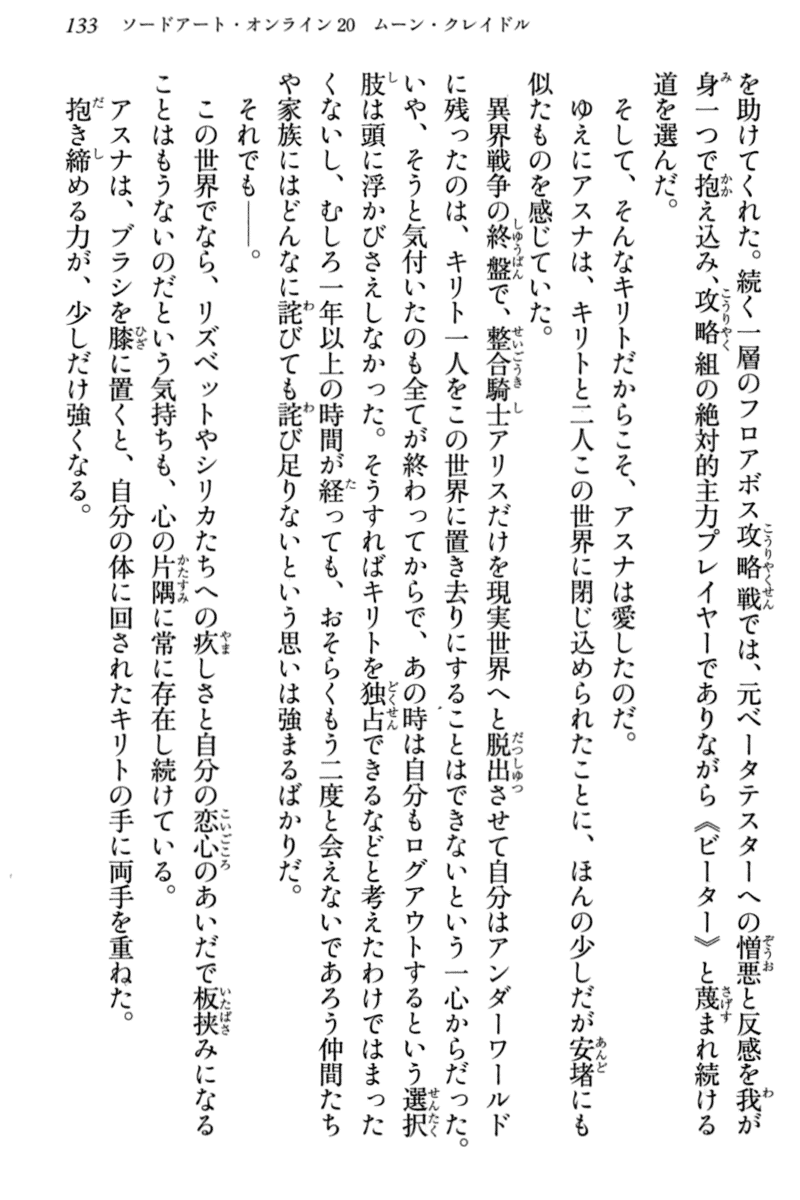 133 ソードアート・オンライン20 ムーン・クレイドル
を助けてくれた。続く一層のフロアボス攻略戦では、元ベータテスターへの憎悪と反感を我が
身一つで抱え込み、攻略組の絶対的主力プレイヤーでありながら《ビーター》と蔑まれ続ける
道を選んだ。
そして、そんなキリトだからこそ、アスナは愛したのだ。
ゆえにアスナは、キリトと二人この世界に閉じ込められたことに、ほんの少しだが安堵にも
似たものを感じていた。
異界戦争の終盤で、整合騎士アリスだけを現実世界へと脱出させて自分はアンダーワールド
に残ったのは、キリト一人をこの世界に置き去りにすることはできないという一心からだった。
いや、そうと気付いたのも全てが終わってからで、あの時は自分もログアウトするという選択
肢は頭に浮かびさえしなかった。そうすればキリトを独占できるなどと考えたわけではまった
くないし、むしろ一年以上の時間が経っても、おそらくもう二度と会えないであろう仲間たち
や家族にはどんなに詫びても詫び足りないという思いは強まるばかりだ。
それでも――。
この世界でなら、リズベットやシリカたちへの疚しさと自分の恋心のあいだで板挟みになる
ことはもうないのだという気持ちも、心の片隅に常に存在し続けている。
アスナは、ブラシを膝に置くと、自分の体に回されたキリトの手に両手を重ねた。
抱き締める力が、少しだけ強くなる。